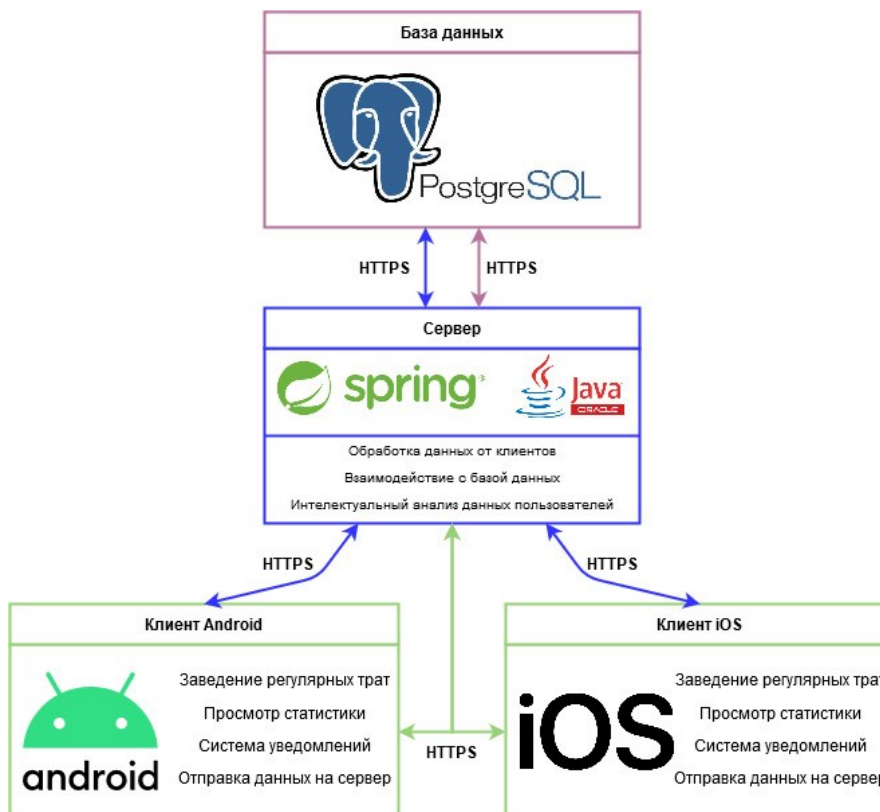 База данных
PostgreSQL
HTTPS
HTTPS
Сервер
spring
Java
ORACLE
Обработка данных от клиентов
Взаимодействие с базой данных
Интелектуальный анализ данных пользователей
HTTPS
HTTPS
Клиент Android
Заведение регулярных трат
Просмотр статистики
Система уведомлений
Отправка данных на сервер
android
HTTPS
Клиент iOS
iOS
Заведение регулярных трат
Просмотр статистики
Система уведомлений
Отправка данных на сервер